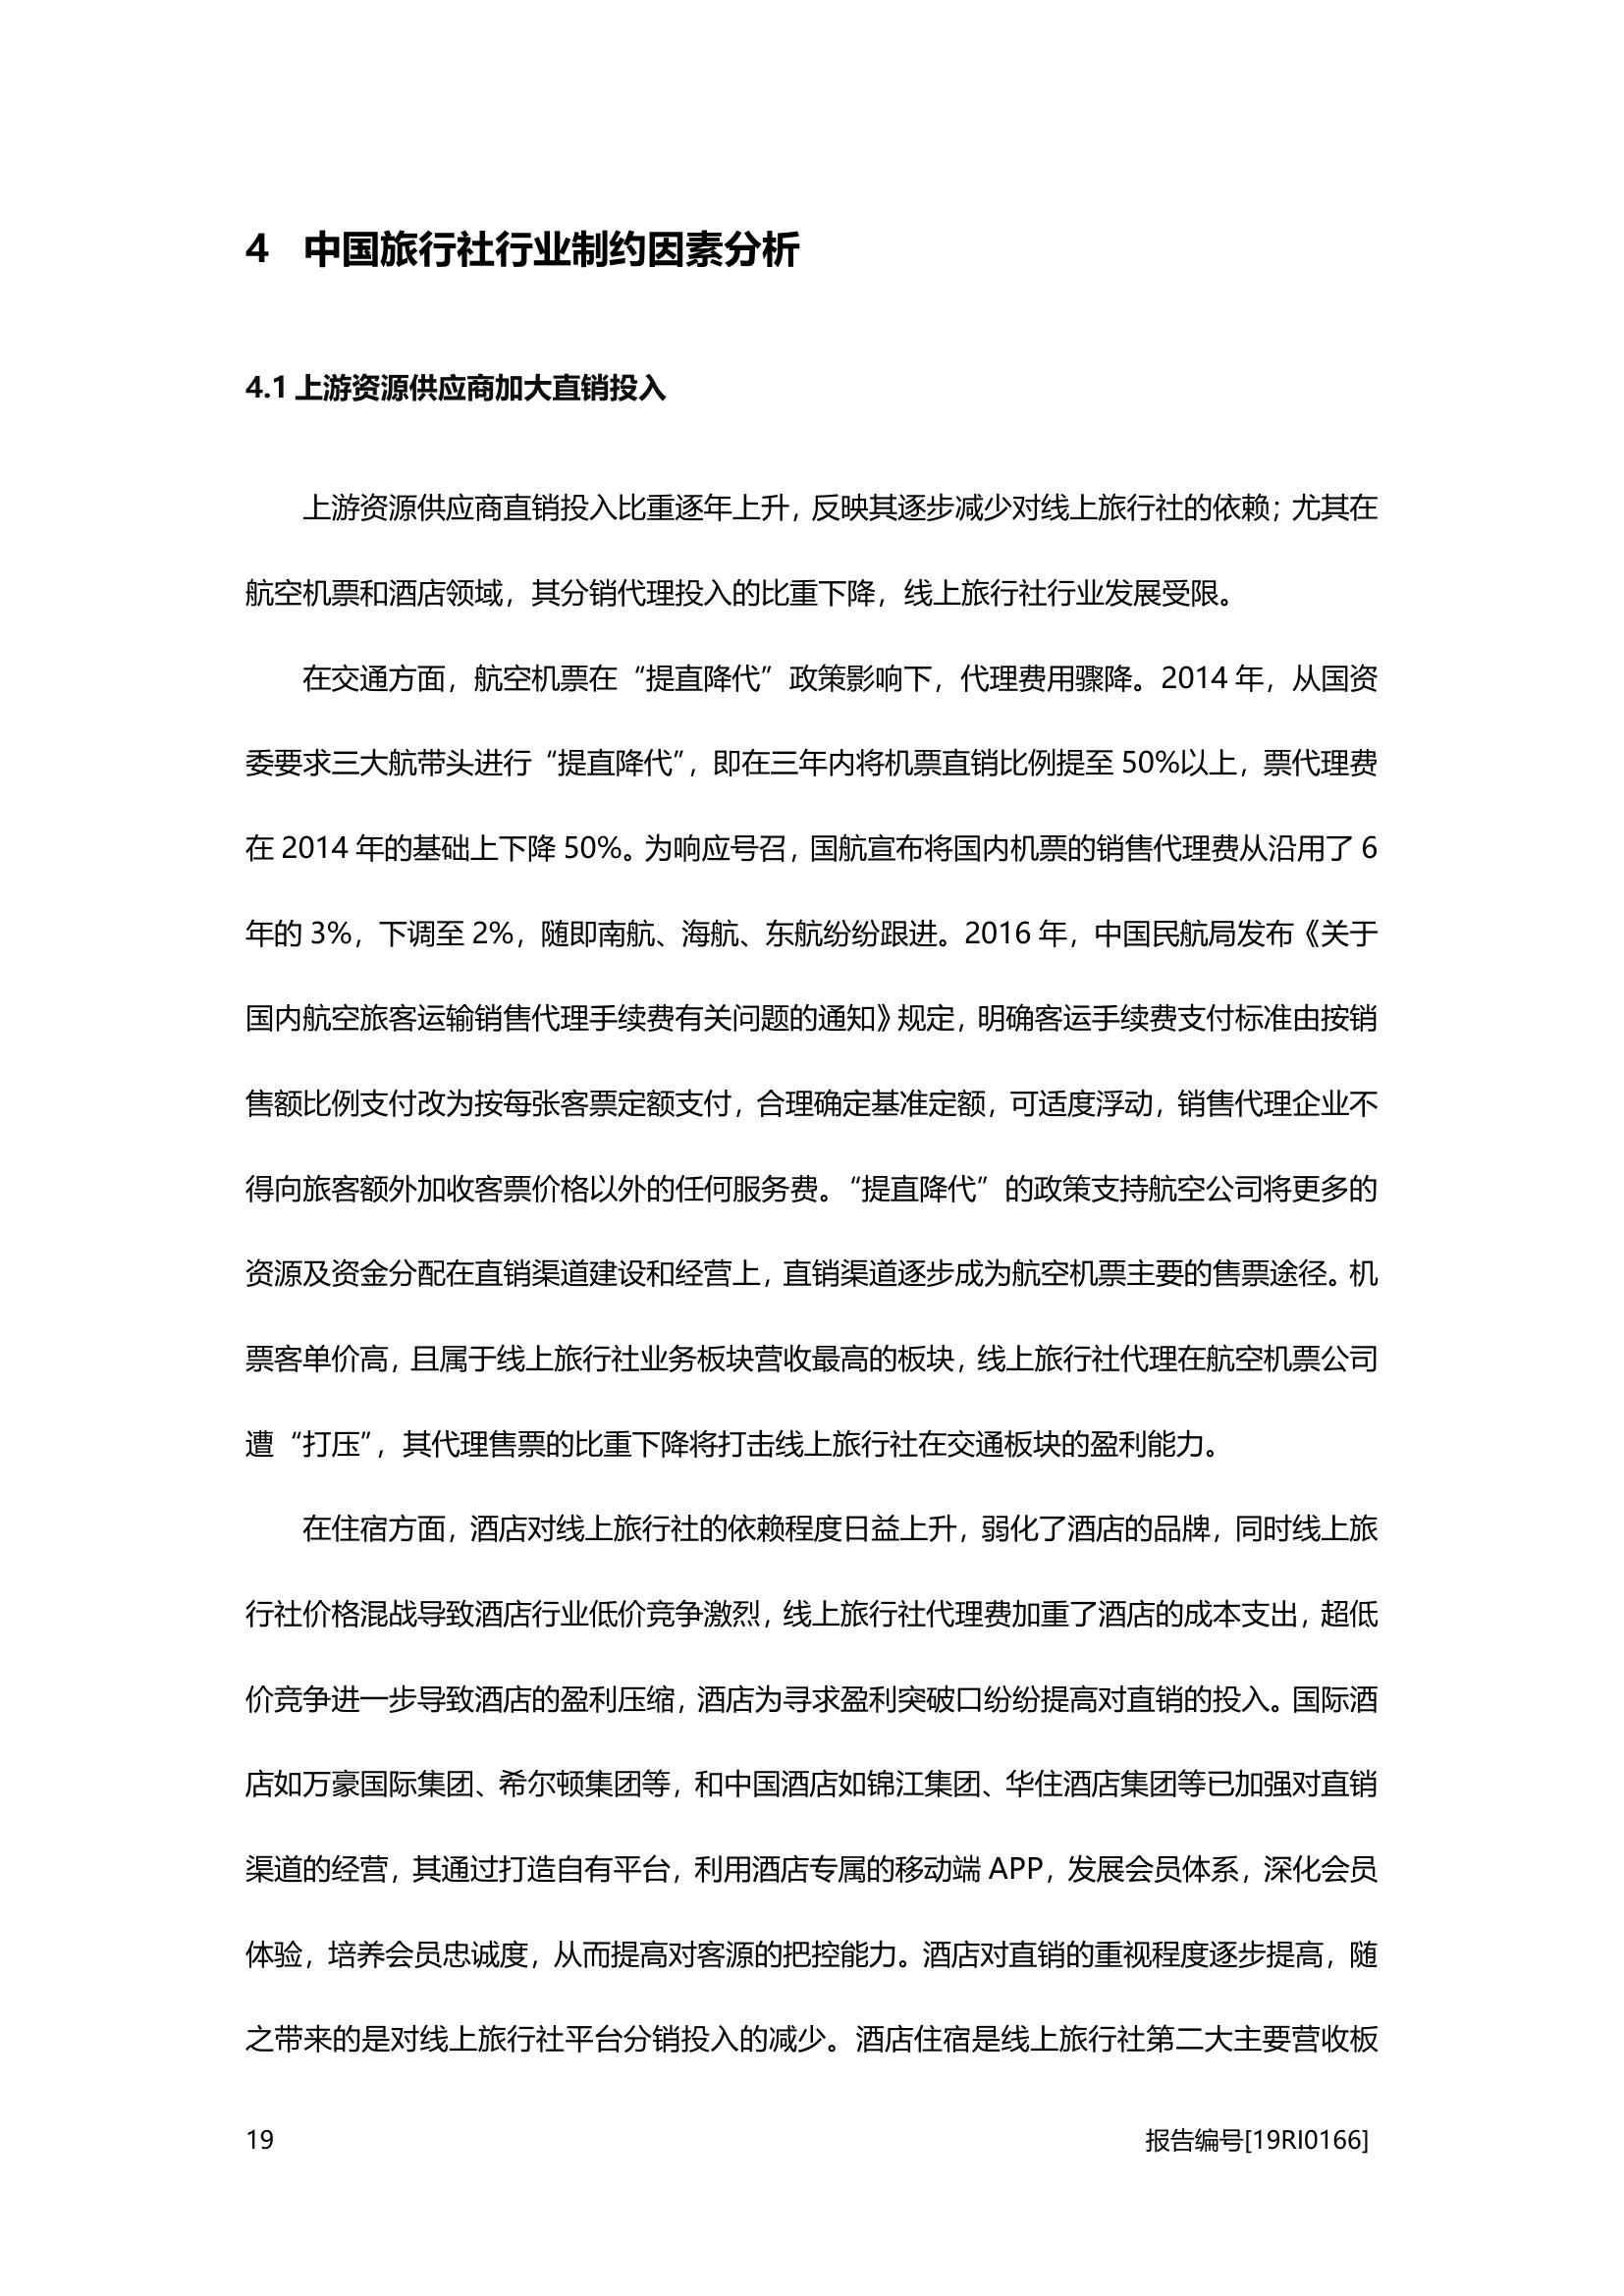 4 中国旅行社行业制约因素分析
4.1 上游资源供应商加大直销投入
上游资源供应商直销投入比重逐年上升，反映其逐步减少对线上旅行社的依赖；尤其在
航空机票和酒店领域，其分销代理投入的比重下降，线上旅行社行业发展受限。
在交通方面，航空机票在“提直降代”政策影响下，代理费用骤降。2014 年，从国资
委要求三大航带头进行“提直降代”，即在三年内将机票直销比例提至 50%以上，票代理费
在 2014 年的基础上下降 50%。为响应号召，国航宣布将国内机票的销售代理费从沿用了 6
年的 3%，下调至 2%，随即南航、海航、东航纷纷跟进。2016 年，中国民航局发布《关于
国内航空旅客运输销售代理手续费有关问题的通知》规定，明确客运手续费支付标准由按销
售额比例支付改为按每张客票定额支付，合理确定基准定额，可适度浮动，销售代理企业不
得向旅客额外加收客票价格以外的任何服务费。“提直降代”的政策支持航空公司将更多的
资源及资金分配在直销渠道建设和经营上，直销渠道逐步成为航空机票主要的售票途径。机
票客单价高，且属于线上旅行社业务板块营收最高的板块，线上旅行社代理在航空机票公司
遭“打压”，其代理售票的比重下降将打击线上旅行社在交通板块的盈利能力。
在住宿方面，酒店对线上旅行社的依赖程度日益上升，弱化了酒店的品牌，同时线上旅
行社价格混战导致酒店行业低价竞争激烈，线上旅行社代理费加重了酒店的成本支出，超低
价竞争进一步导致酒店的盈利压缩，酒店为寻求盈利突破口纷纷提高对直销的投入。国际酒
店如万豪国际集团、希尔顿集团等，和中国酒店如锦江集团、华住酒店集团等已加强对直销
渠道的经营，其通过打造自有平台，利用酒店专属的移动端 APP，发展会员体系，深化会员
体验，培养会员忠诚度，从而提高对客源的把控能力。酒店对直销的重视程度逐步提高，随
之带来的是对线上旅行社平台分销投入的减少。酒店住宿是线上旅行社第二大主要营收板
19 报告编号[19RI0166]